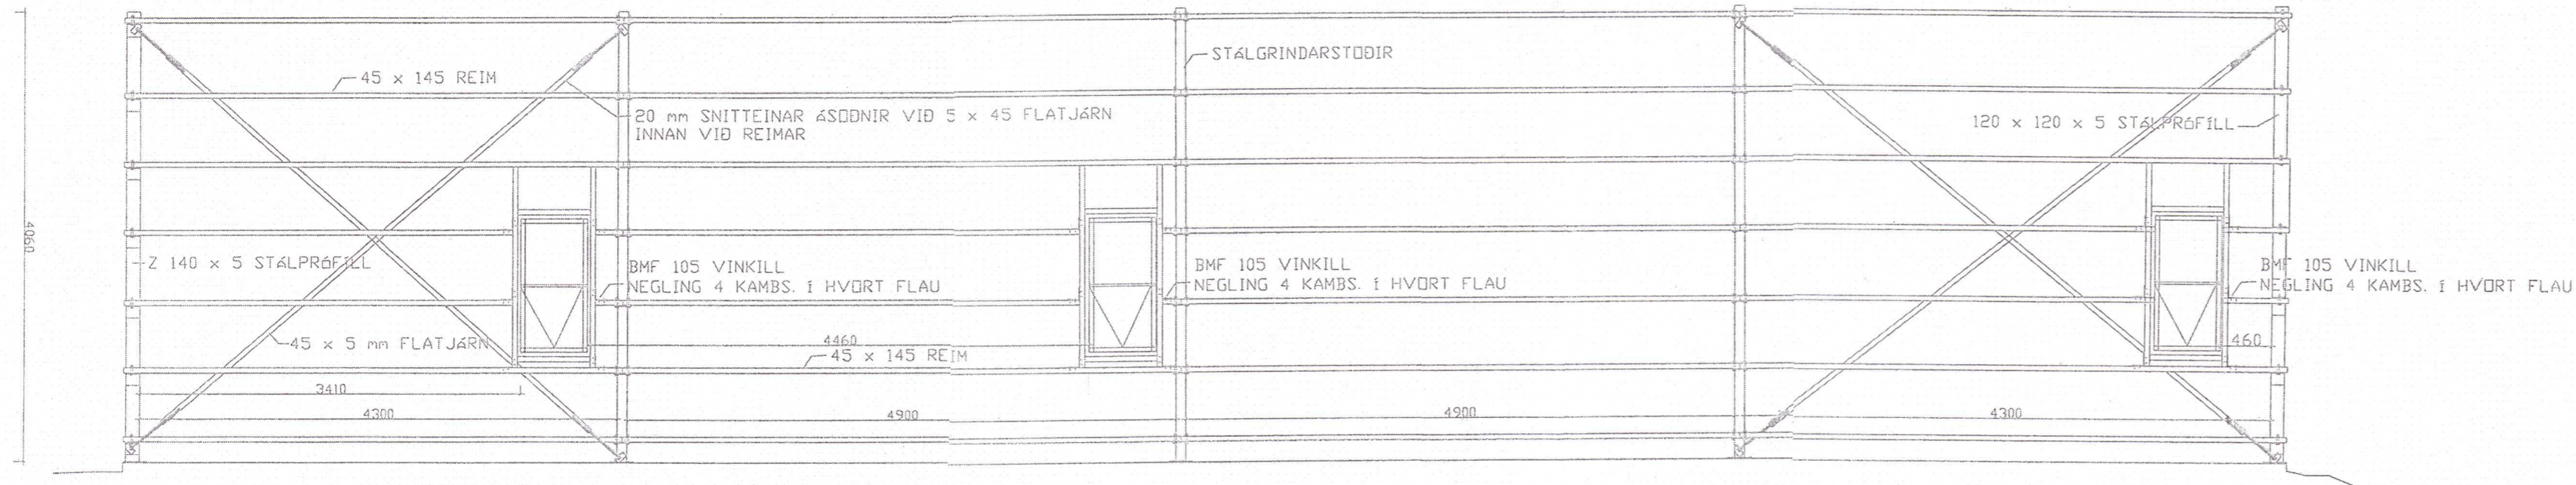 STÁLGRINDARSTOÐIR
45 x 145 REIM
20 mm SNITTEINAR ÁSOÐNIR VIÐ 5 x 45 FLATJÁRN
INNAN VIÐ REIMAR
120 x 120 x 5 STÁLPRÓFÍLL
4060
Z 140 x 5 STÁLPRÓFÍLL
BMF 105 VINKILL
NEGLING 4 KAMBS. Í HVORT FLAU
BMF 105 VINKILL
NEGLING 4 KAMBS. Í HVORT FLAU
BMF 105 VINKILL
NEGLING 4 KAMBS. Í HVORT FLAU
45 x 5 mm FLATJÁRN
4460
45 x 145 REIM
460
3410
4300
4900
4900
4300